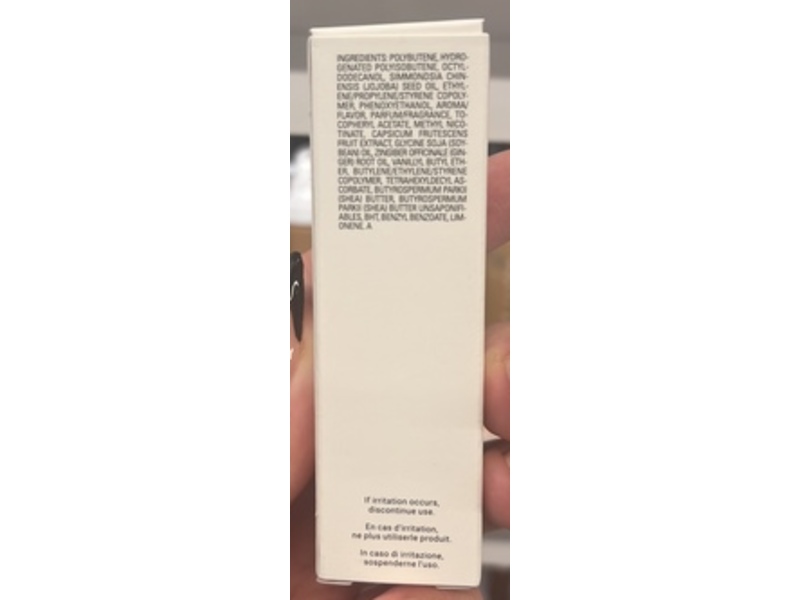 INGREDIENTS: POLYBUTENE, HYDRO-
GENATED POLYISOBUTENE, OCTYL-
DODECANOL, SIMMONDSIA CHIN-
ENSIS (JOJOBA) SEED OIL, ETHYL-
ENE/PROPYLENE/STYRENE COPOLY-
MER, PHENOXYETHANOL, AROMA/
FLAVOR, PARFUM/FRAGRANCE, TO-
COPHERYL ACETATE, METHYL NICO-
TINATE, CAPSICUM FRUTESCENS
FRUIT EXTRACT, GLYCINE SOJA (SOY-
BEAN) OIL, ZINGIBER OFFICINALE (GIN-
GER) ROOT OIL, VANILLYL BUTYL ETH-
ER, BUTYLENE/ETHYLENE/STYRENE
COPOLYMER, TETRAHEXYLDECYL AS-
CORBATE, BUTYROSPERMUM PARKII
(SHEA) BUTTER, BUTYROSPERMUM
PARKII (SHEA) BUTTER UNSAPONIFI-
ABLES, BHT, BENZYL BENZOATE, LIM-
ONENE. A
If irritation occurs,
discontinue use.
En cas d'irritation,
ne plus utiliserle produit.
In caso di irritazione,
sospenderne l'uso.